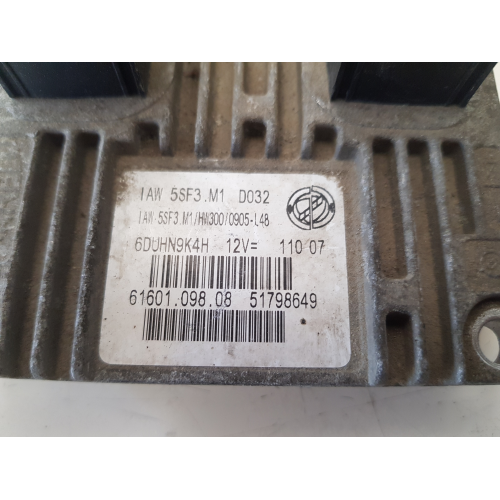 IAW 5SF3.M1 D032
IAW 5SF3 M1/HW300/0905-L48
6DUHN9K4H 12V= 110 07
61601.098.08 51798649